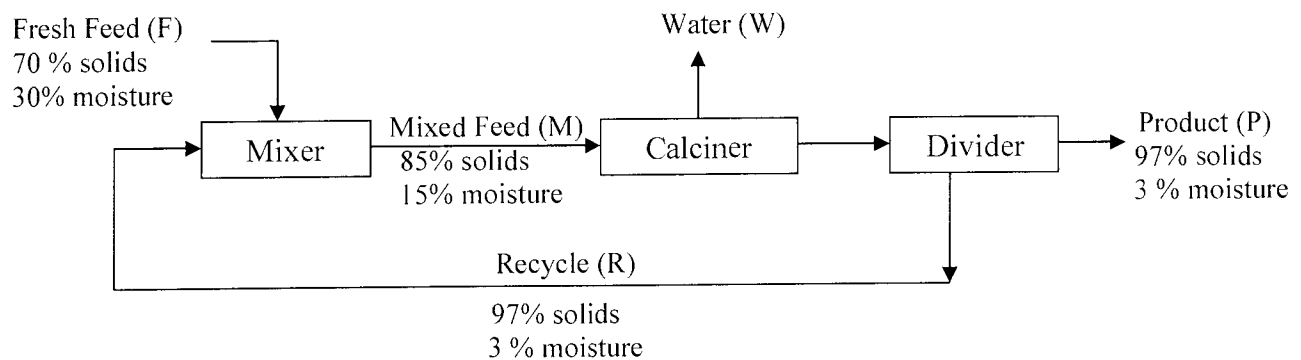 Fresh Feed (F)
70 % solids
30% moisture
Water (W)
Mixer
Mixed Feed (M)
85% solids
15% moisture
Calciner
Divider
Product (P)
97% solids
3 % moisture
Recycle (R)
97% solids
3 % moisture